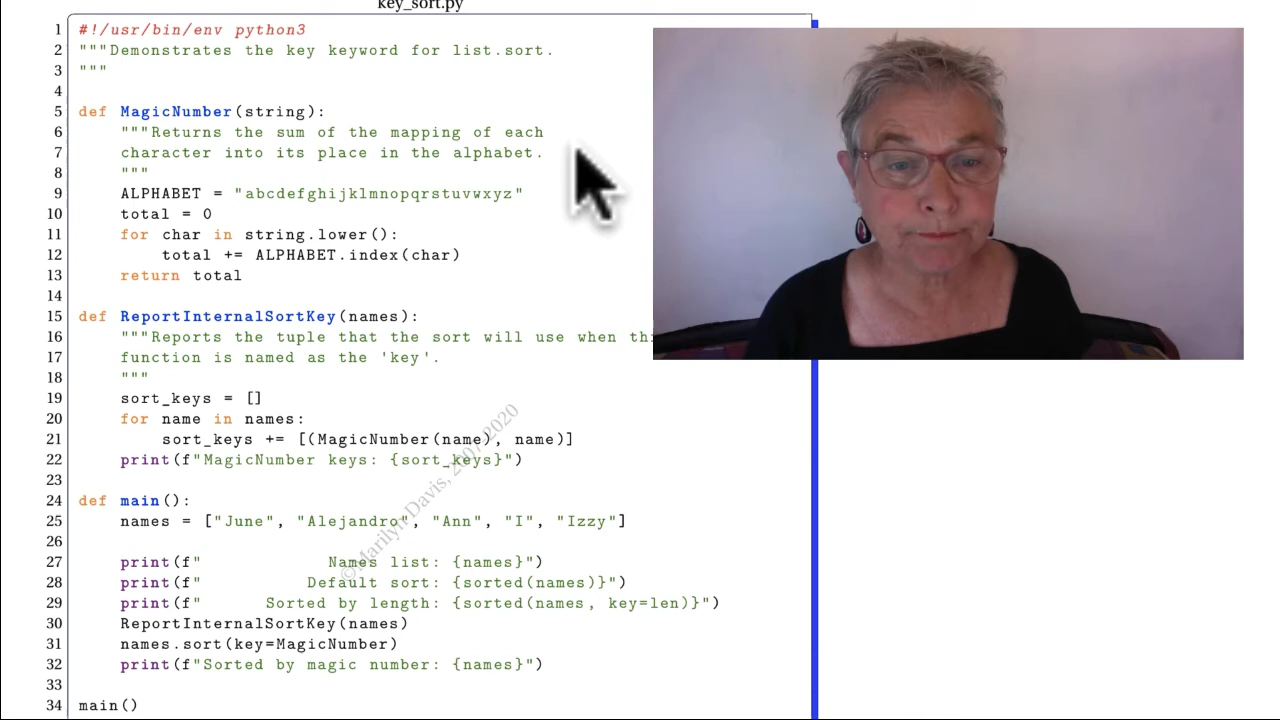 key_sort.py
1 #!/usr/bin/env python3
2 """Demonstrates the key keyword for list.sort.
3 """
4
5 def MagicNumber(string):
6     """Returns the sum of the mapping of each
7     character into its place in the alphabet.
8     """
9     ALPHABET = "abcdefghijklmnopqrstuvwxyz"
10     total = 0
11     for char in string.lower():
12         total += ALPHABET.index(char)
13     return total
14
15 def ReportInternalSortKey(names):
16     """Reports the tuple that the sort will use when thi
17     function is named as the 'key'.
18     """
19     sort_keys = []
20     for name in names:
21         sort_keys += [(MagicNumber(name), name)]
22     print(f"MagicNumber keys: {sort_keys}")
23
24 def main():
25     names = ["June", "Alejandro", "Ann", "I", "Izzy"]
26
27     print(f"            Names list: {names}")
28     print(f"          Default sort: {sorted(names)}")
29     print(f"      Sorted by length: {sorted(names, key=len)}")
30     ReportInternalSortKey(names)
31     names.sort(key=MagicNumber)
32     print(f"Sorted by magic number: {names}")
33
34 main()
©Marilyn Davis, 2007-2020